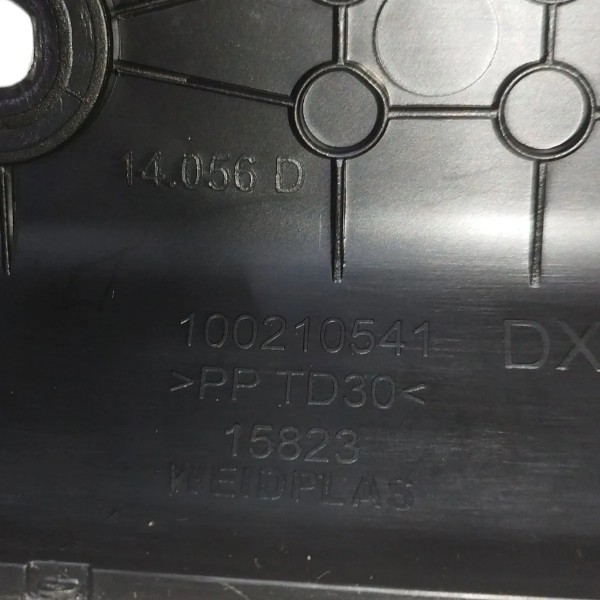 14.056 D
100210541
DX
>PP TD30<
15823
WEIDPLAS